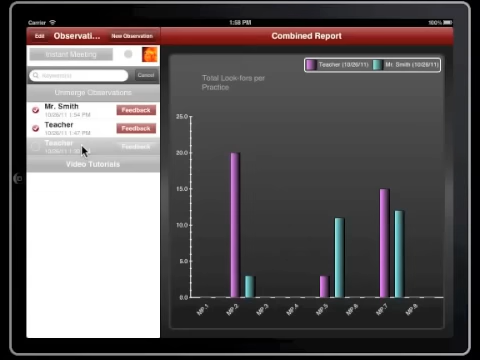 Carrier 1:58 PM 100%
Edit Observati... New Observation Combined Report
Instant Meeting
Keyword(s) Cancel
Unmerge Observations
Mr. Smith
10/26/11 1:54 PM Feedback
Teacher
10/26/11 1:47 PM Feedback
Teacher
Feedback
Video Tutorials
Teacher (10/26/11) Mr. Smith (10/26/11)
Total Look-fors per
Practice
25.0
20.0
15.0
10.0
5.0
0.0
MP-1 MP-2 MP-3 MP-4 MP-5 MP-6 MP-7 MP-8